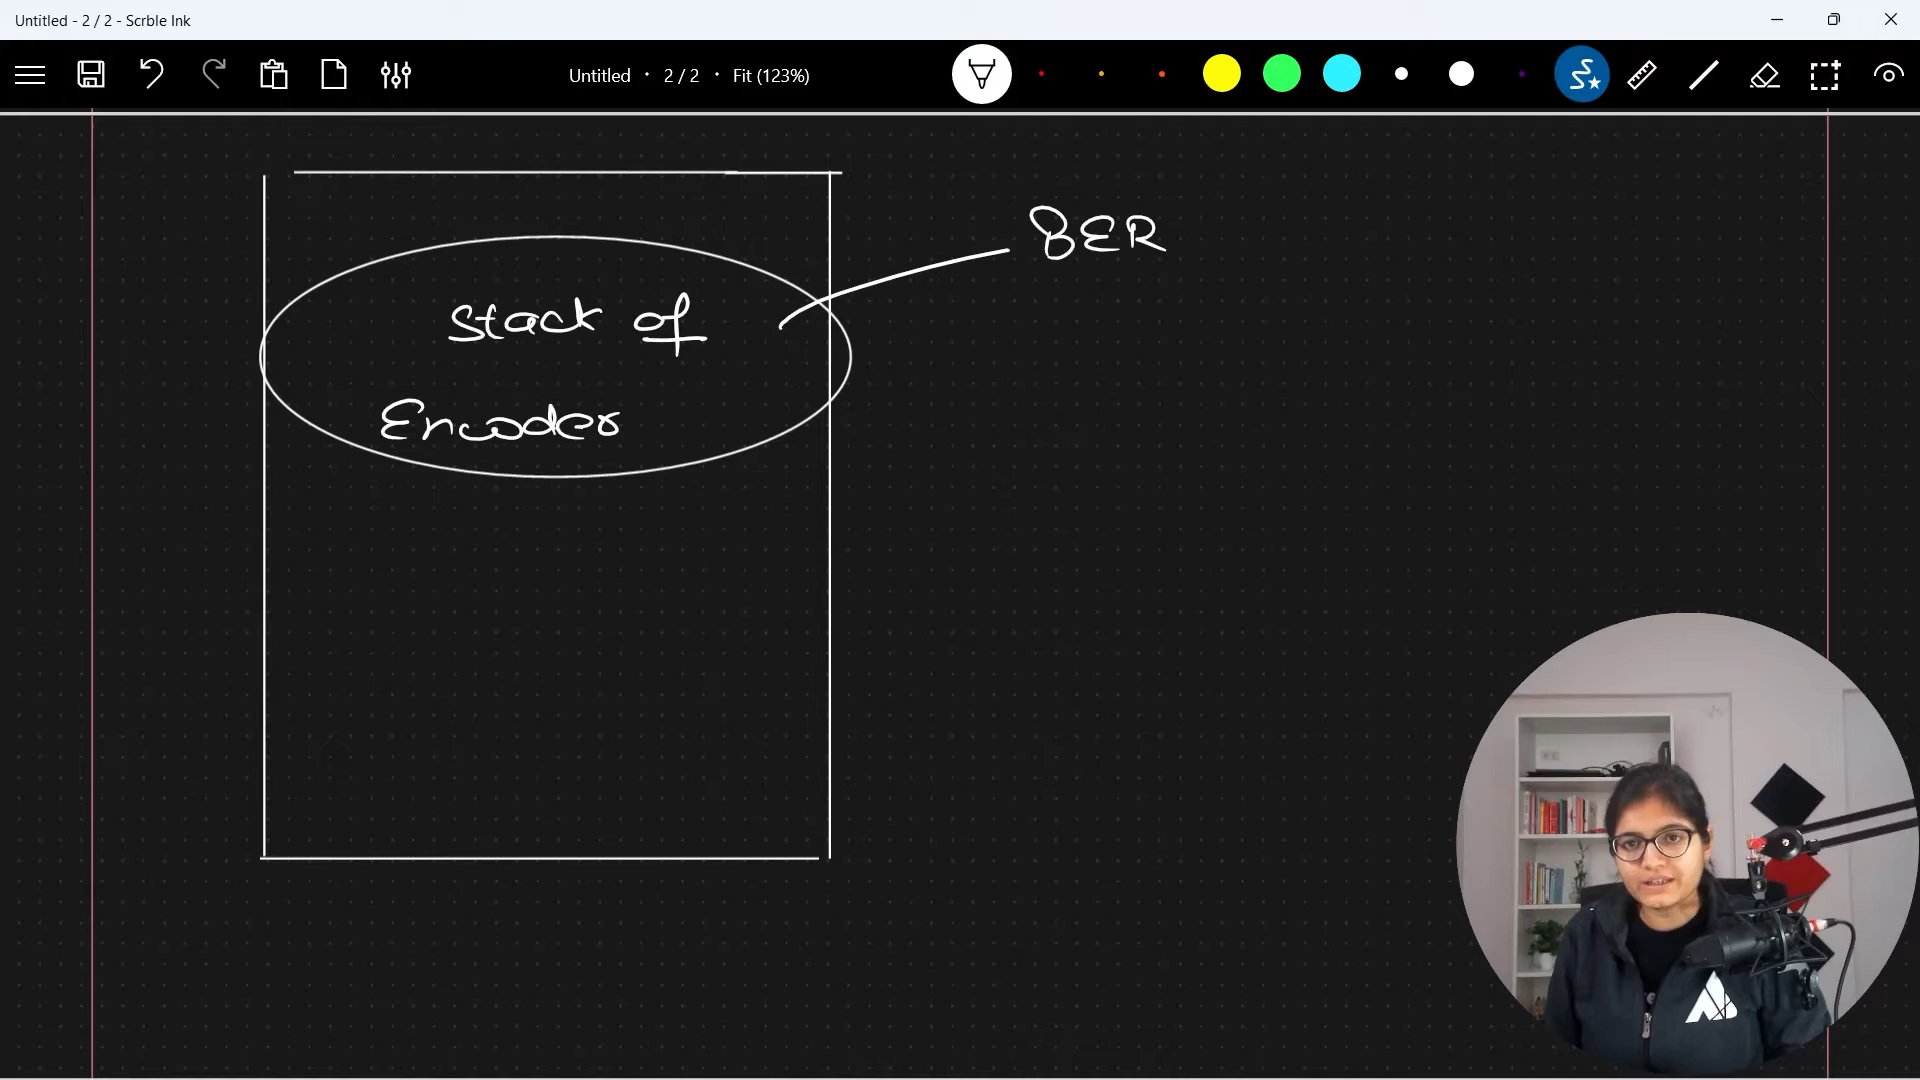 Untitled - 2 / 2 - Scrble Ink
Untitled • 2 / 2 • Fit (123%)
BER
Stack of
Encoder